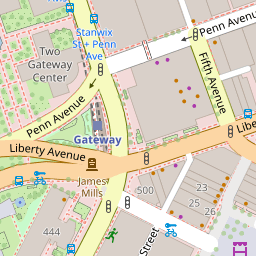 Stanwix
St + Penn
Ave
Penn Avenue
Two
Gateway
Center
Fifth Avenue
Penn Avenue
Gateway
Liberty Avenue
James
Mills
500
23
25
26
444
Street